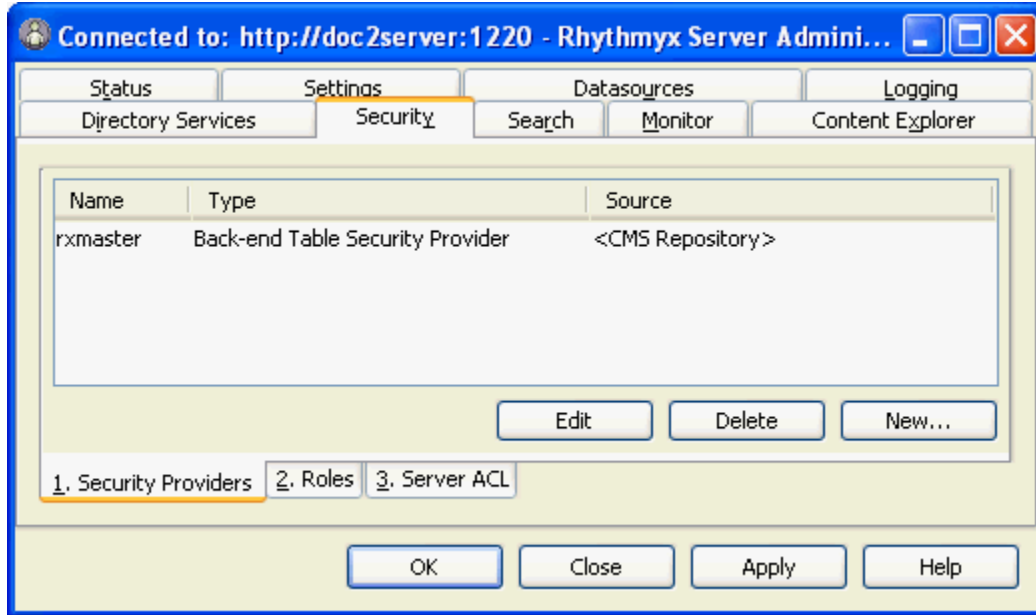 Connected to: http://doc2server:1220 - Rhythmyx Server Admini...
Status Settings Datasources Logging
Directory Services Security Search Monitor Content Explorer
Name Type Source
rxmaster Back-end Table Security Provider <CMS Repository>
Edit Delete New...
1. Security Providers 2. Roles 3. Server ACL
OK Close Apply Help